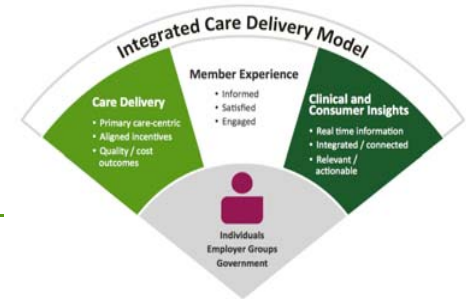 Integrated Care Delivery Model
Member Experience
• Informed
• Satisfied
• Engaged
Care Delivery
• Primary care-centric
• Aligned incentives
• Quality / cost
outcomes
Clinical and
Consumer Insights
• Real time information
• Integrated / connected
• Relevant /
actionable
Individuals
Employer Groups
Government